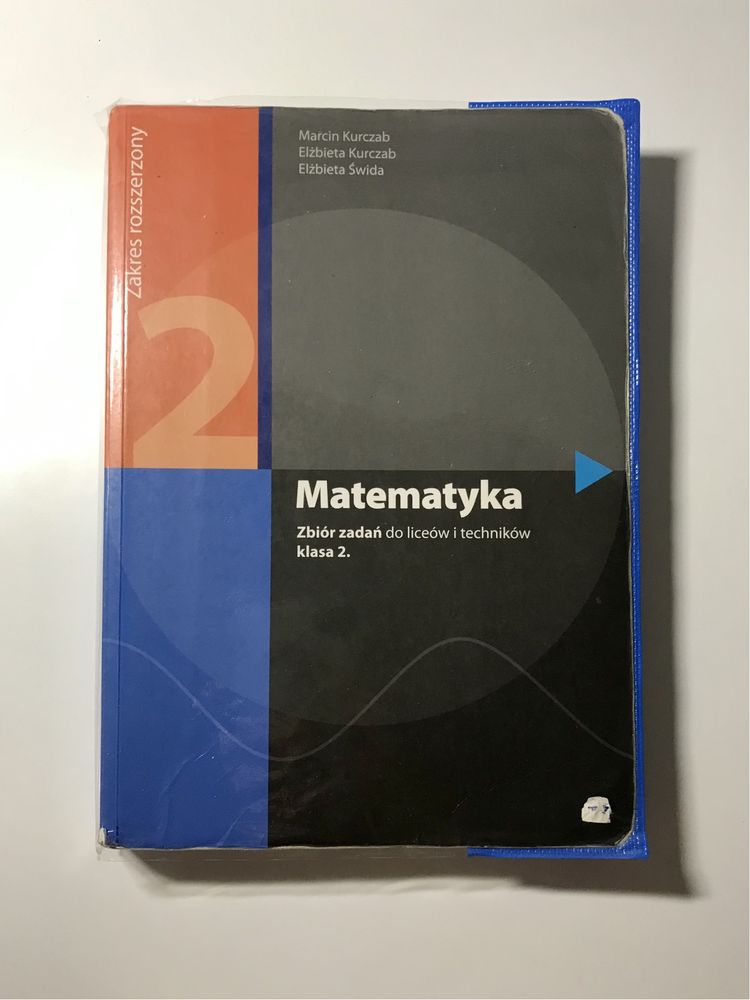 Zakres rozszerzony
Marcin Kurczab
Elżbieta Kurczab
Elżbieta Świda
2
Matematyka
Zbiór zadań do liceów i techników
klasa 2.